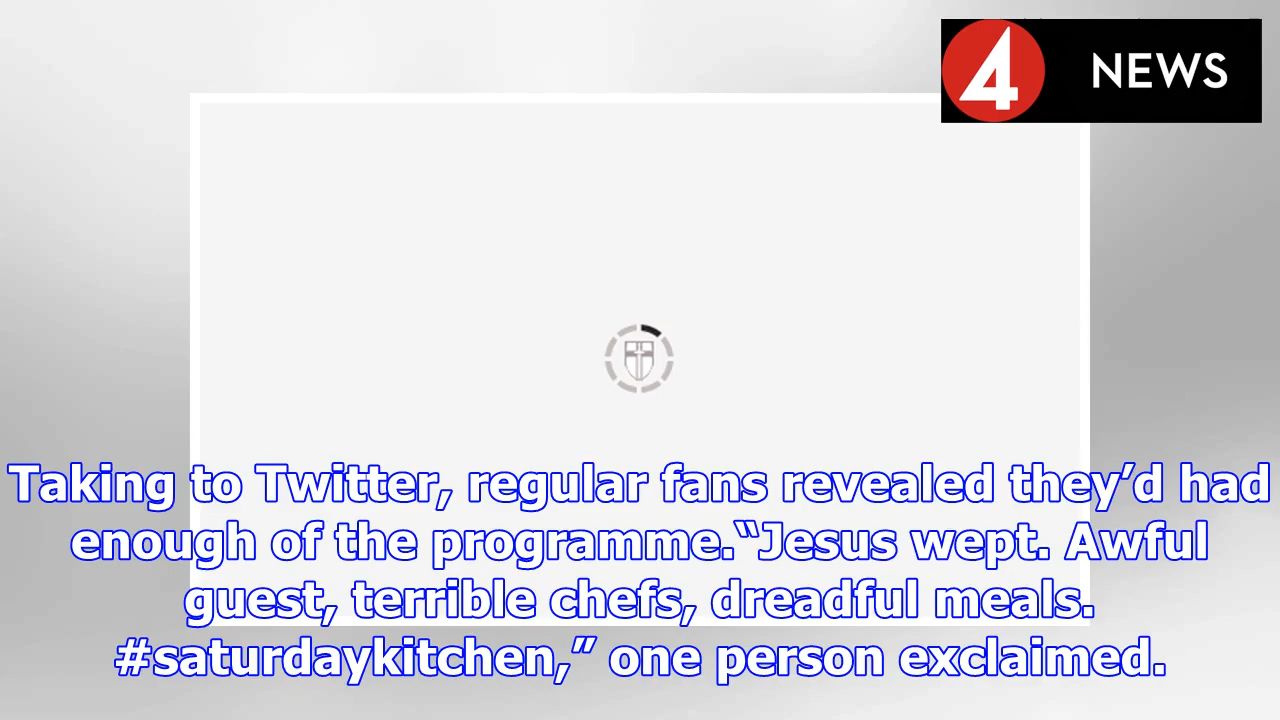 4 NEWS
Taking to Twitter, regular fans revealed they’d had
enough of the programme.“Jesus wept. Awful
guest, terrible chefs, dreadful meals.
#saturdaykitchen,” one person exclaimed.